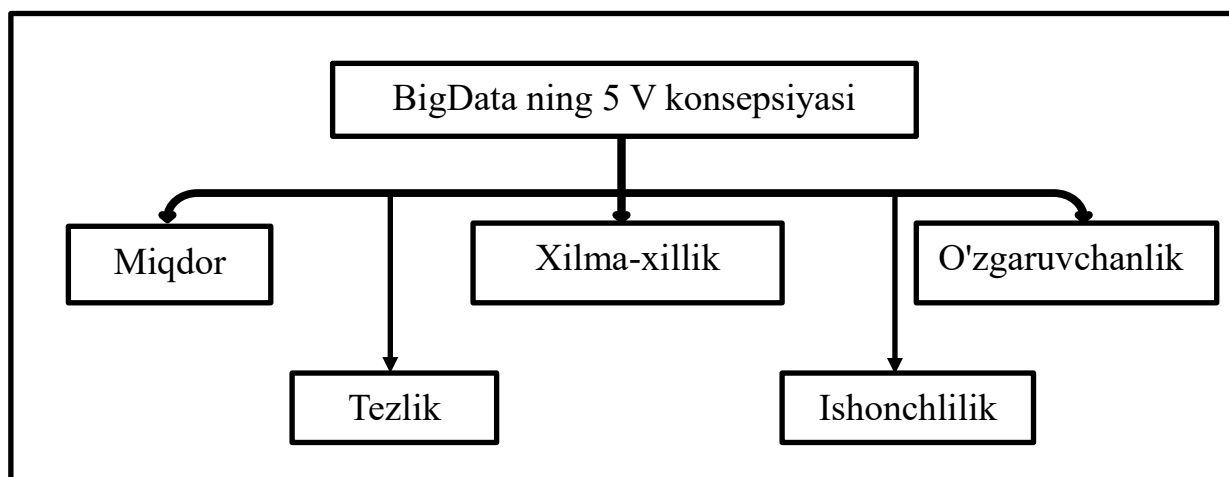 BigData ning 5 V konsepsiyasi
Miqdor
Xilma-xillik
O'zgaruvchanlik
Tezlik
Ishonchlilik